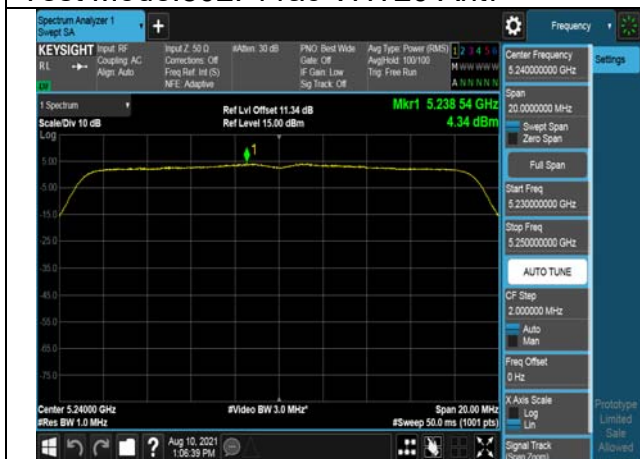 Spectrum Analyzer 1
Swept SA
Frequency
KEYSIGHT
Input: RF
Coupling: AC
Align: Auto
Input Z: 50 Ω
Corrections: Off
Freq Ref: Int (S)
NFE: Adaptive
#Atten: 30 dB
PNO: Best Wide
Gate: Off
IF Gain: Low
Sig Track: Off
Avg Type: Power (RMS)
Avg|Hold: 100/100
Trig: Free Run
1 2 3 4 5 6
M W W W W W
A N N N N N
1 Spectrum
Scale/Div 10 dB
Log
Ref Lvl Offset 11.34 dB
Ref Level 15.00 dBm
Mkr1 5.238 54 GHz
4.34 dBm
1
5.00
-5.00
-15.0
-25.0
-35.0
-45.0
-55.0
-65.0
-75.0
Center 5.24000 GHz
#Res BW 1.0 MHz
#Video BW 3.0 MHz*
Span 20.00 MHz
#Sweep 50.0 ms (1001 pts)
Center Frequency
5.240000000 GHz
Settings
Span
20.0000000 MHz
Swept Span
Zero Span
Full Span
Start Freq
5.230000000 GHz
Stop Freq
5.250000000 GHz
AUTO TUNE
CF Step
2.000000 MHz
Auto
Man
Freq Offset
0 Hz
X Axis Scale
Log
Lin
Signal Track
(Span Zoom)
Prototype
Limited
Sale
Allowed
Aug 10, 2021
1:06:39 PM